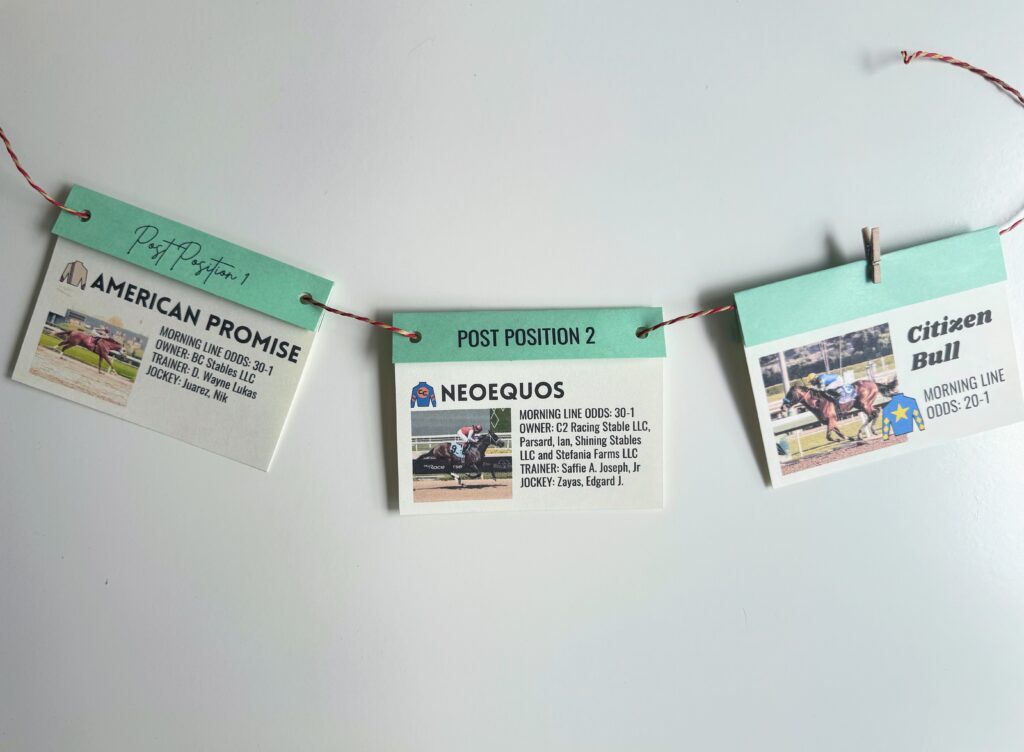 Post Position 1
AMERICAN PROMISE
MORNING LINE ODDS: 30-1
OWNER: BC Stables LLC
TRAINER: D. Wayne Lukas
JOCKEY: Juarez, Nik
POST POSITION 2
NEOEQUOS
MORNING LINE ODDS: 30-1
OWNER: C2 Racing Stable LLC,
Parsard, Ian, Shining Stables
LLC and Stefania Farms LLC
TRAINER: Saffie A. Joseph, Jr
JOCKEY: Zayas, Edgard J.
Citizen
Bull
MORNING LINE
ODDS: 20-1